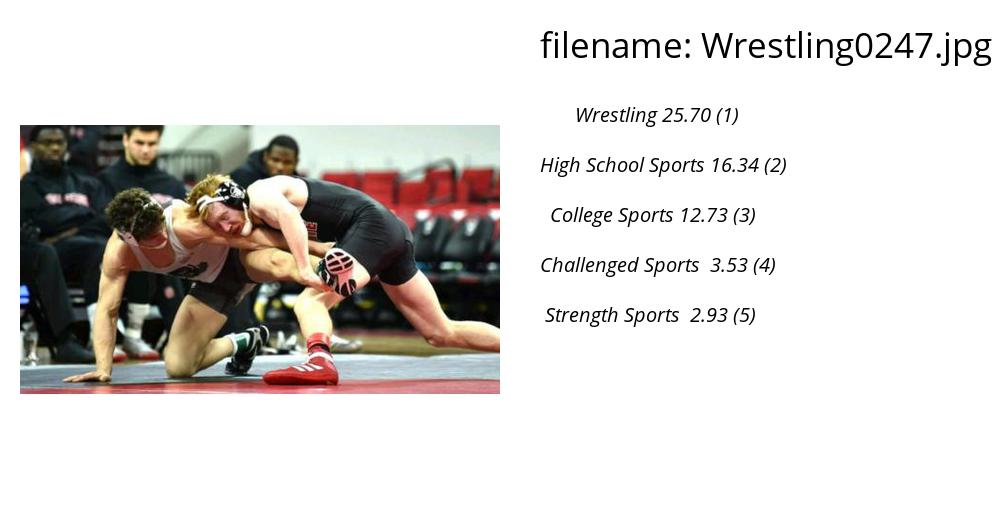 filename: Wrestling0247.jpg
Wrestling 25.70 (1)
High School Sports 16.34 (2)
College Sports 12.73 (3)
Challenged Sports 3.53 (4)
Strength Sports 2.93 (5)